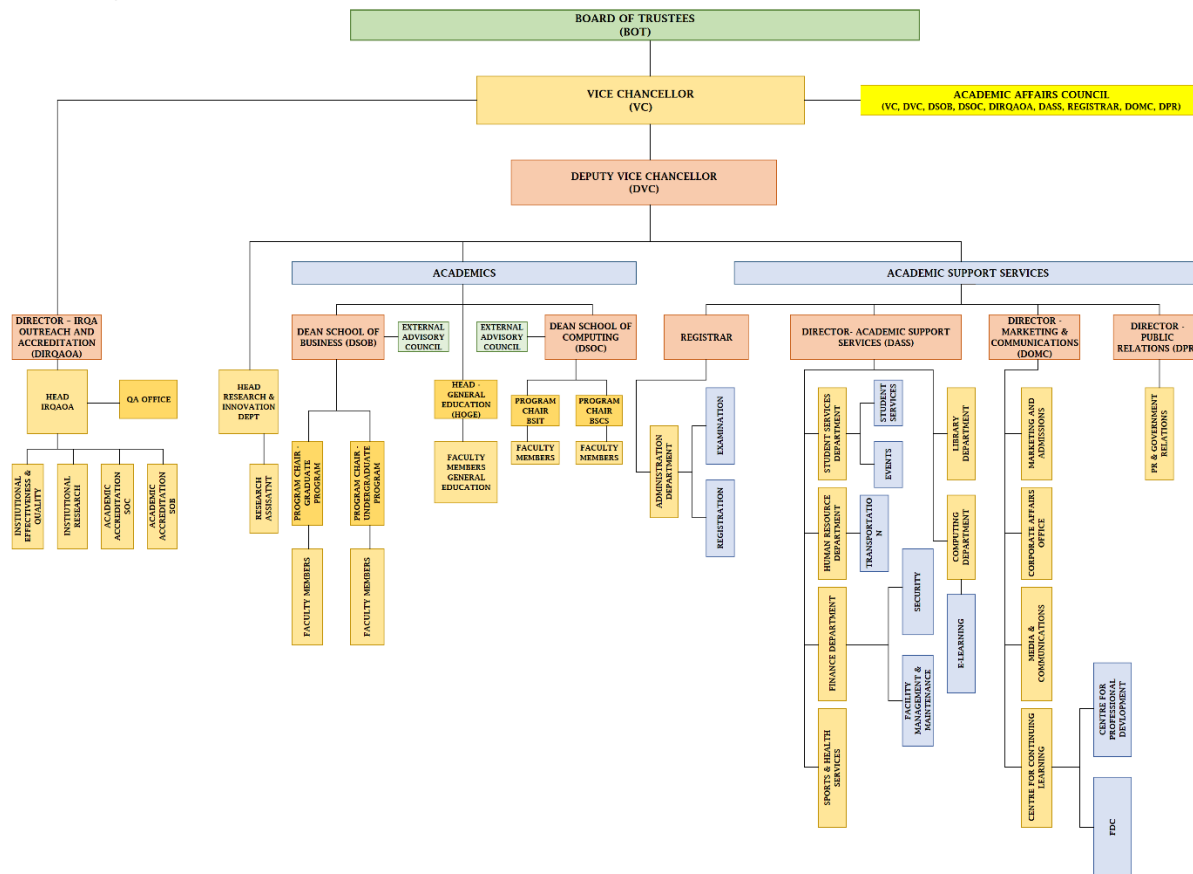 BOARD OF TRUSTEES
(BOT)
VICE CHANCELLOR
(VC)
ACADEMIC AFFAIRS COUNCIL
(VC, DVC, DSOB, DSOC, DIRQAOA, DASS, REGISTRAR, DOMC, DPR)
DEPUTY VICE CHANCELLOR
(DVC)
ACADEMICS
ACADEMIC SUPPORT SERVICES
DIRECTOR – IRQA
OUTREACH AND
ACCREDITATION
(DIRQAOA)
DEAN SCHOOL OF
BUSINESS (DSOB)
EXTERNAL
ADVISORY
COUNCIL
EXTERNAL
ADVISORY
COUNCIL
DEAN SCHOOL OF
COMPUTING
(DSOC)
REGISTRAR
DIRECTOR- ACADEMIC SUPPORT
SERVICES (DASS)
DIRECTOR -
MARKETING &
COMMUNICATIONS
(DOMC)
DIRECTOR -
PUBLIC
RELATIONS (DPR)
HEAD
IRQAOA
QA OFFICE
HEAD
RESEARCH &
INNOVATION
DEPT
HEAD -
GENERAL
EDUCATION
(HOGE)
PROGRAM
CHAIR
BSIT
PROGRAM
CHAIR
BSCS
FACULTY
MEMBERS
GENERAL
EDUCATION
FACULTY
MEMBERS
FACULTY
MEMBERS
INSTITUTIONAL
EFFECTIVENESS &
QUALITY
INSTITUTIONAL
RESEARCH
ACADEMIC
ACCREDITATION
SOC
ACADEMIC
ACCREDITATION
SOB
RESEARCH
ASSISATNT
PROGRAM CHAIR -
GRADUATE
PROGRAM
PROGRAM CHAIR -
UNDERGRADUATE
PROGRAM
FACULTY MEMBERS
FACULTY MEMBERS
ADMINISTRATION
DEPARTMENT
EXAMINATION
REGISTRATION
STUDENT SERVICES
DEPARTMENT
STUDENT
SERVICES
EVENTS
LIBRARY
DEPARTMENT
HUMAN RESOURCE
DEPARTMENT
TRANSPORTATIO
N
COMPUTING
DEPARTMENT
FINANCE DEPARTMENT
SECURITY
FACILITY
MANAGEMENT &
MAINTENANCE
E-LEARNING
SPORTS & HEALTH
SERVICES
MARKETING AND
ADMISSIONS
CORPORATE AFFAIRS
OFFICE
MEDIA &
COMMUNICATIONS
CENTRE FOR CONTINUING
LEARNING
CENTRE FOR
PROFESSIONAL
DEVLOPMENT
FDC
PR & GOVERNMENT
RELATIONS